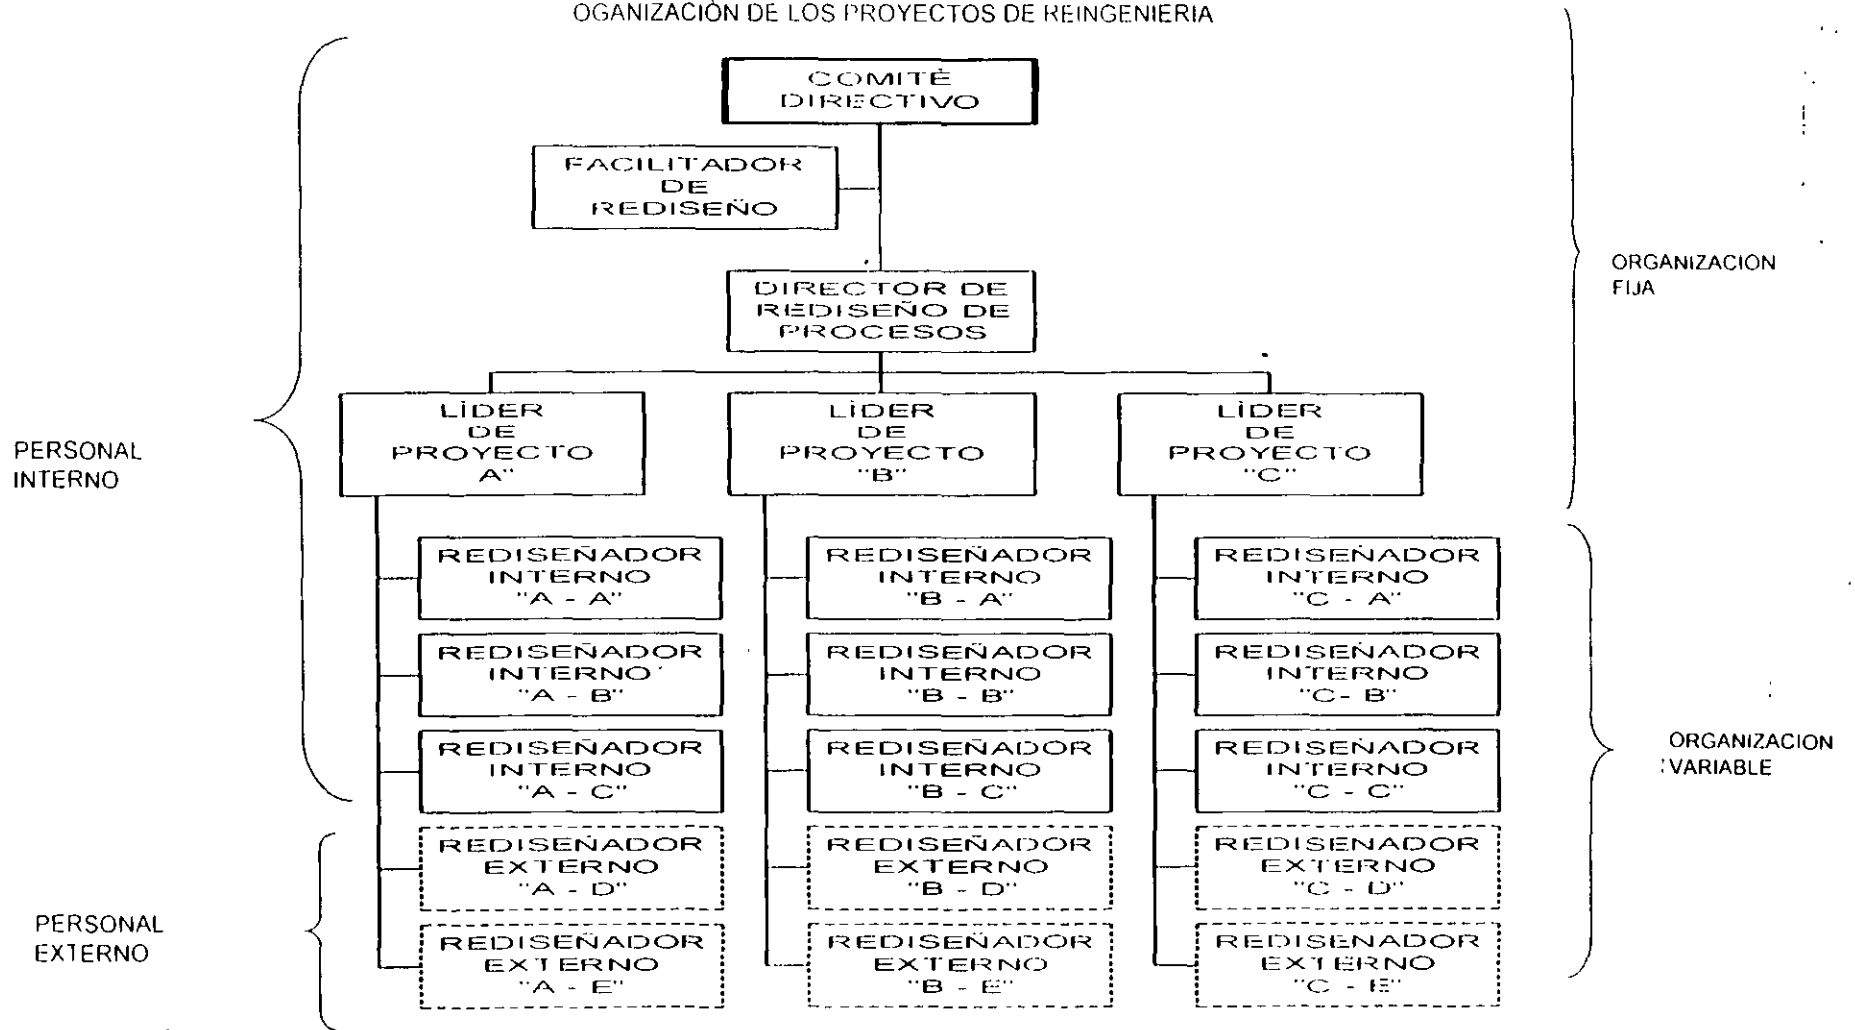 OGANIZACIÓN DE LOS PROYECTOS DE REINGENIERIA
COMITÉ
DIRECTIVO
FACILITADOR
DE
REDISEÑO
DIRECTOR DE
REDISEÑO DE
PROCESOS
ORGANIZACION
FIJA
PERSONAL
INTERNO
LÍDER
DE
PROYECTO
A"
LÍDER
DE
PROYECTO
"B"
LÍDER
DE
PROYECTO
"C"
REDISEÑADOR
INTERNO
"A - A"
REDISEÑADOR
INTERNO
"B - A"
REDISEÑADOR
INTERNO
"C - A"
REDISEÑADOR
INTERNO
"A - B"
REDISEÑADOR
INTERNO
"B - B"
REDISEÑADOR
INTERNO
"C- B"
REDISEÑADOR
INTERNO
"A - C"
REDISEÑADOR
INTERNO
"B - C"
REDISEÑADOR
INTERNO
"C - C"
ORGANIZACION
VARIABLE
REDISEÑADOR
EXTERNO
"A - D"
REDISEÑADOR
EXTERNO
"B - D"
REDISEÑADOR
EXTERNO
"C - D"
PERSONAL
EXTERNO
REDISEÑADOR
EXTERNO
"A - E"
REDISEÑADOR
EXTERNO
"B - E"
REDISENADOR
EXTERNO
"C - E"